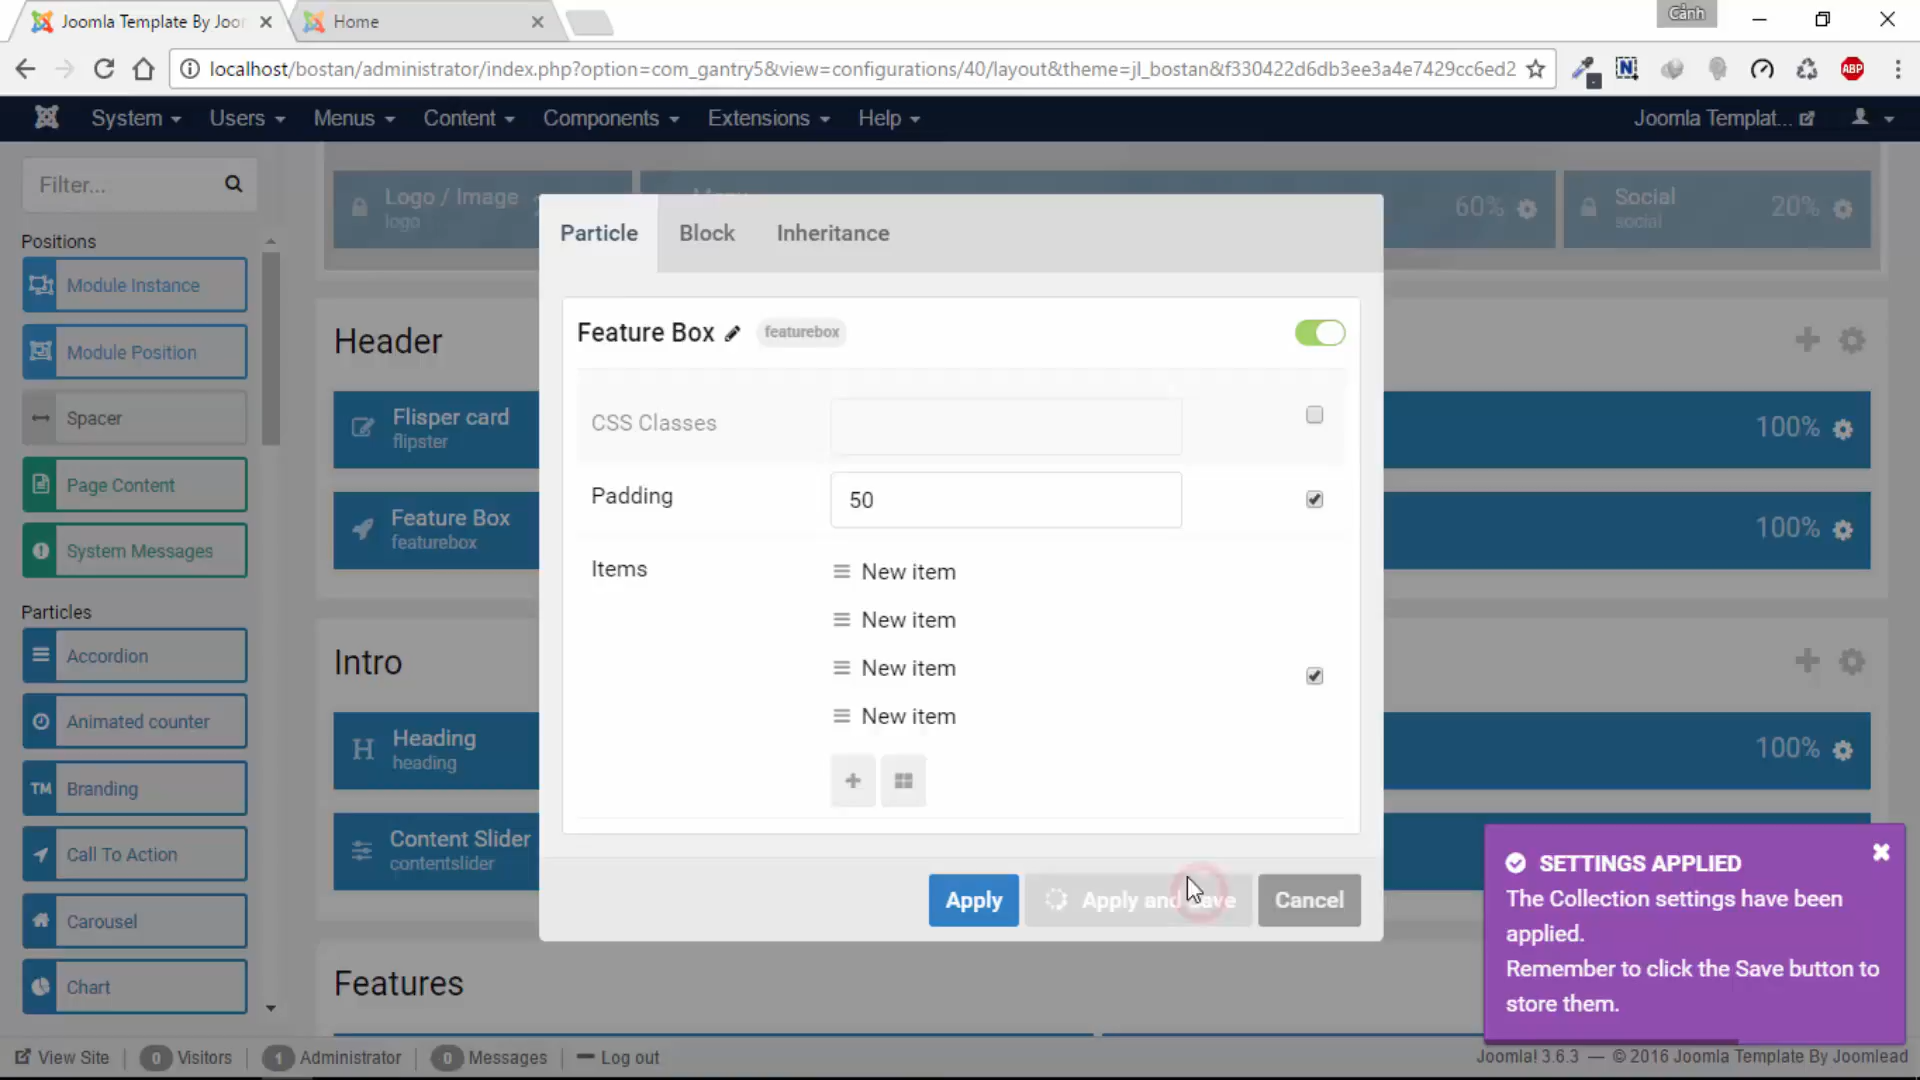 Joomla Template By Joo
Home
Cảnh
localhost/bostan/administrator/index.php?option=com_gantry5&view=configurations/40/layout&theme=jl_bostan&f330422d6db3ee3a4e7429cc6ed2
ABP
System
Users
Menus
Content
Components
Extensions
Help
Joomla Templat...
Filter...
Positions
Module Instance
Module Position
Spacer
Page Content
System Messages
Particles
Accordion
Animated counter
TM Branding
Call To Action
Carousel
Chart
Logo / Image
logo
60%
Social
social
20%
Header
Flisper card
flipster
100%
Feature Box
featurebox
100%
Intro
H Heading
heading
100%
Content Slider
contentslider
Features
Particle
Block
Inheritance
Feature Box
featurebox
CSS Classes
Padding
50
Items
New item
New item
New item
New item
Apply
Apply and Save
Cancel
SETTINGS APPLIED
The Collection settings have been
applied.
Remember to click the Save button to
store them.
View Site
0 Visitors
1 Administrator
0 Messages
Log out
Joomla! 3.6.3 — © 2016 Joomla Template By Joomlead